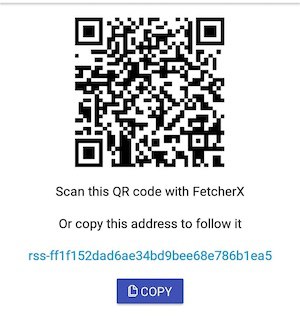 Scan this QR code with FetcherX
Or copy this address to follow it
rss-ff1f152dad6ae34bd9bee68e786b1ea5
COPY